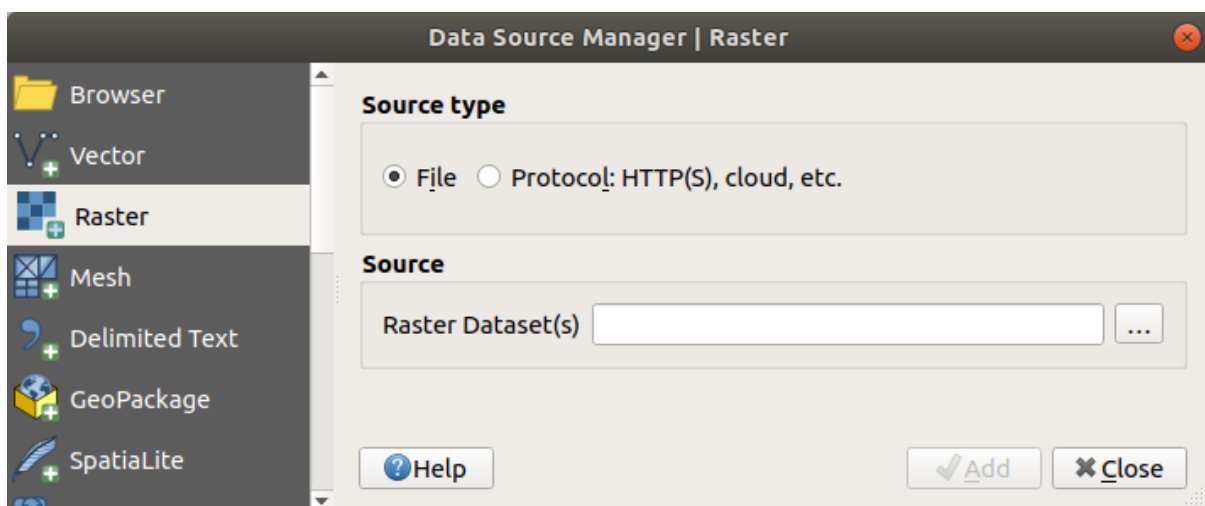 Data Source Manager | Raster
Browser
Vector
Raster
Mesh
Delimited Text
GeoPackage
SpatiaLite
Source type
File Protocol: HTTP(S), cloud, etc.
Source
Raster Dataset(s) ...
Help Add Close